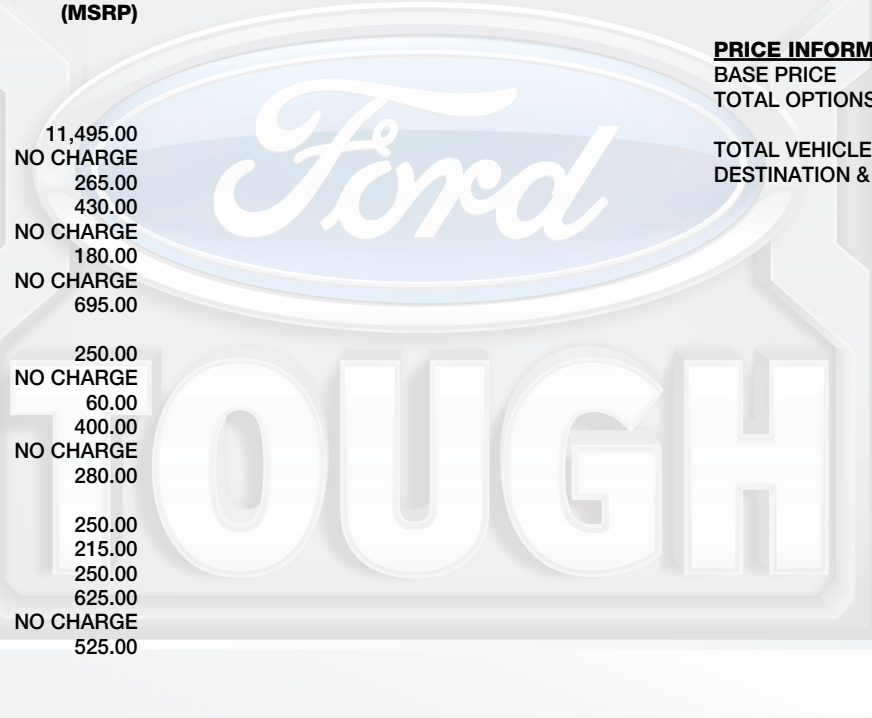 (MSRP)
11,495.00
NO CHARGE
265.00
430.00
NO CHARGE
180.00
NO CHARGE
695.00
250.00
NO CHARGE
60.00
400.00
NO CHARGE
280.00
250.00
215.00
250.00
625.00
NO CHARGE
525.00
PRICE INFORM
BASE PRICE
TOTAL OPTIONS
TOTAL VEHICLE
DESTINATION &
Ford
TOUGH